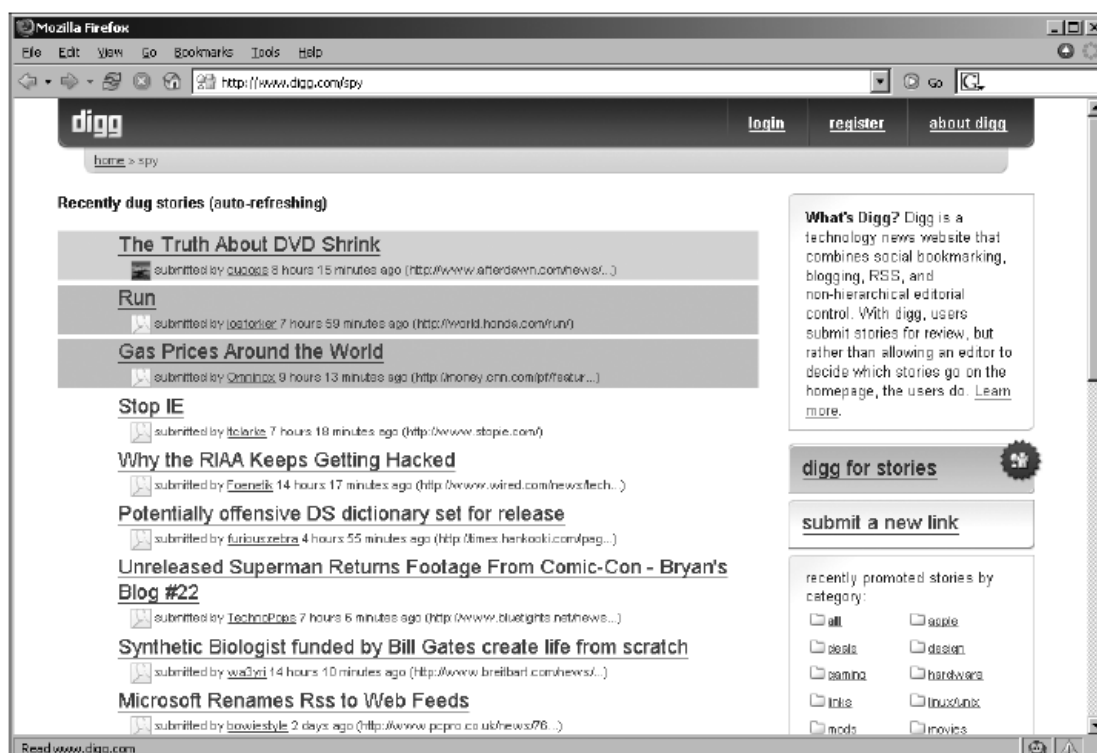 Mozilla Firefox
File Edit View Go Bookmarks Tools Help
http://www.digg.com/spy
Go
G
digg
login register about digg
home > spy
Recently dug stories (auto-refreshing)
The Truth About DVD Shrink
submitted by 8 hours 15 minutes ago (http://www.afterdawn.com/news/...)
Run
submitted by 7 hours 59 minutes ago (http://world.honda.com/run/)
Gas Prices Around the World
submitted by Omninox 9 hours 13 minutes ago (http://money.cnn.com/pf/featur...)
Stop IE
submitted by 7 hours 18 minutes ago (http://www.stopie.com/)
Why the RIAA Keeps Getting Hacked
submitted by Foenetik 14 hours 17 minutes ago (http://www.wired.com/news/tech...)
Potentially offensive DS dictionary set for release
submitted by furiouszebra 4 hours 55 minutes ago (http://times.hankooki.com/lpag...)
Unreleased Superman Returns Footage From Comic-Con - Bryan's
Blog #22
submitted by TechnoPope 7 hours 6 minutes ago (http://www.bluetights.net/news...)
Synthetic Biologist funded by Bill Gates create life from scratch
submitted by wa3yri 14 hours 10 minutes ago (http://www.breitbart.com/news/...)
Microsoft Renames Rss to Web Feeds
submitted by bowiestyle 2 days ago (http://www.pcpro.co.uk/news/76...)
What's Digg? Digg is a
technology news website that
combines social bookmarking,
blogging, RSS, and
non-hierarchical editorial
control. With digg, users
submit stories for review, but
rather than allowing an editor to
decide which stories go on the
homepage, the users do. Learn
more.
digg for stories
submit a new link
recently promoted stories by
category:
all apple
deals design
gaming hardware
links linux/unix
mods movies
Read www.digg.com